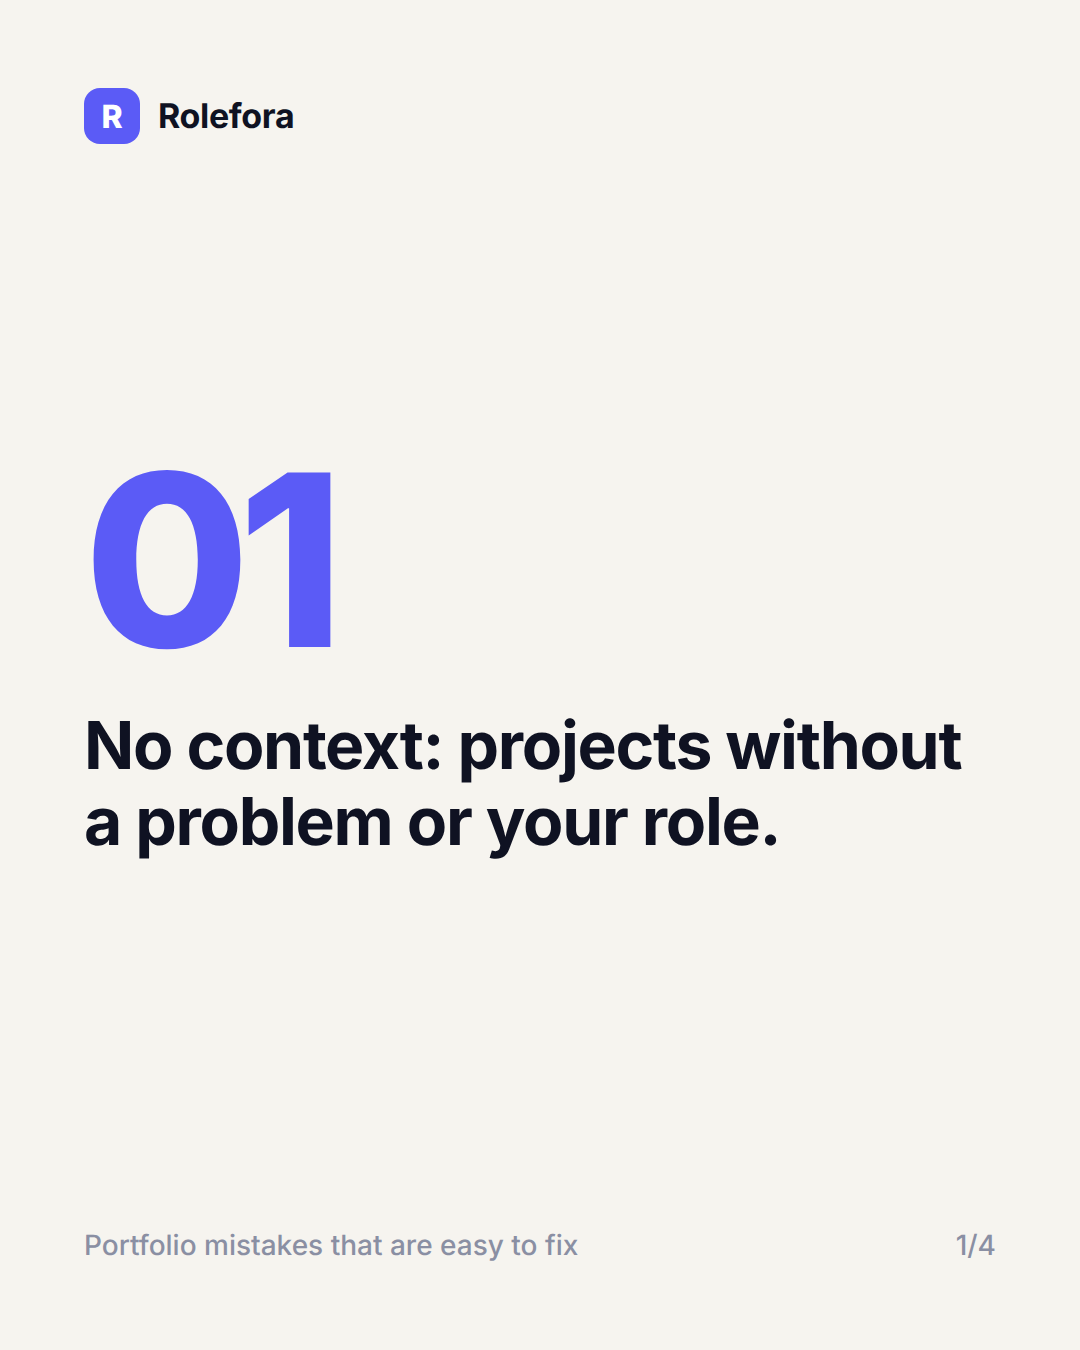 R Rolefora
01
No context: projects without
a problem or your role.
Portfolio mistakes that are easy to fix 1/4